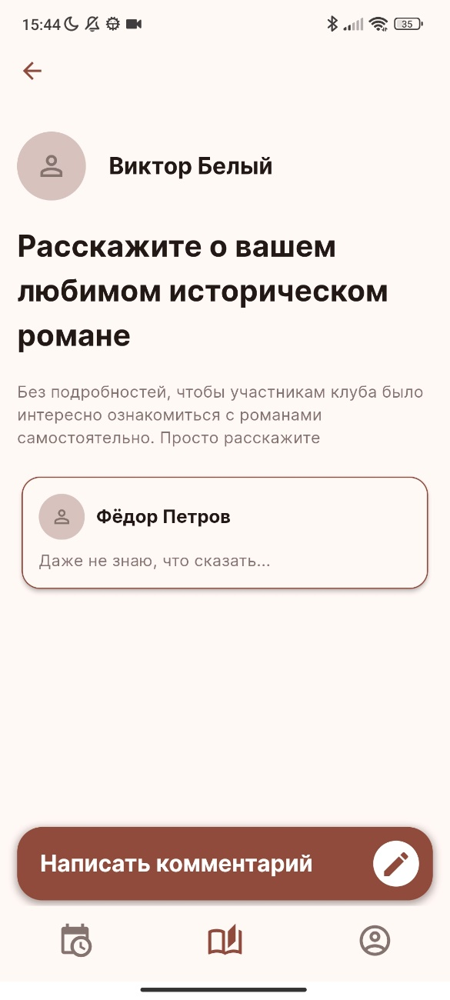 15:44
35
Виктор Белый
Расскажите о вашем
любимом историческом
романе
Без подробностей, чтобы участникам клуба было
интересно ознакомиться с романами
самостоятельно. Просто расскажите
Фёдор Петров
Даже не знаю, что сказать...
Написать комментарий